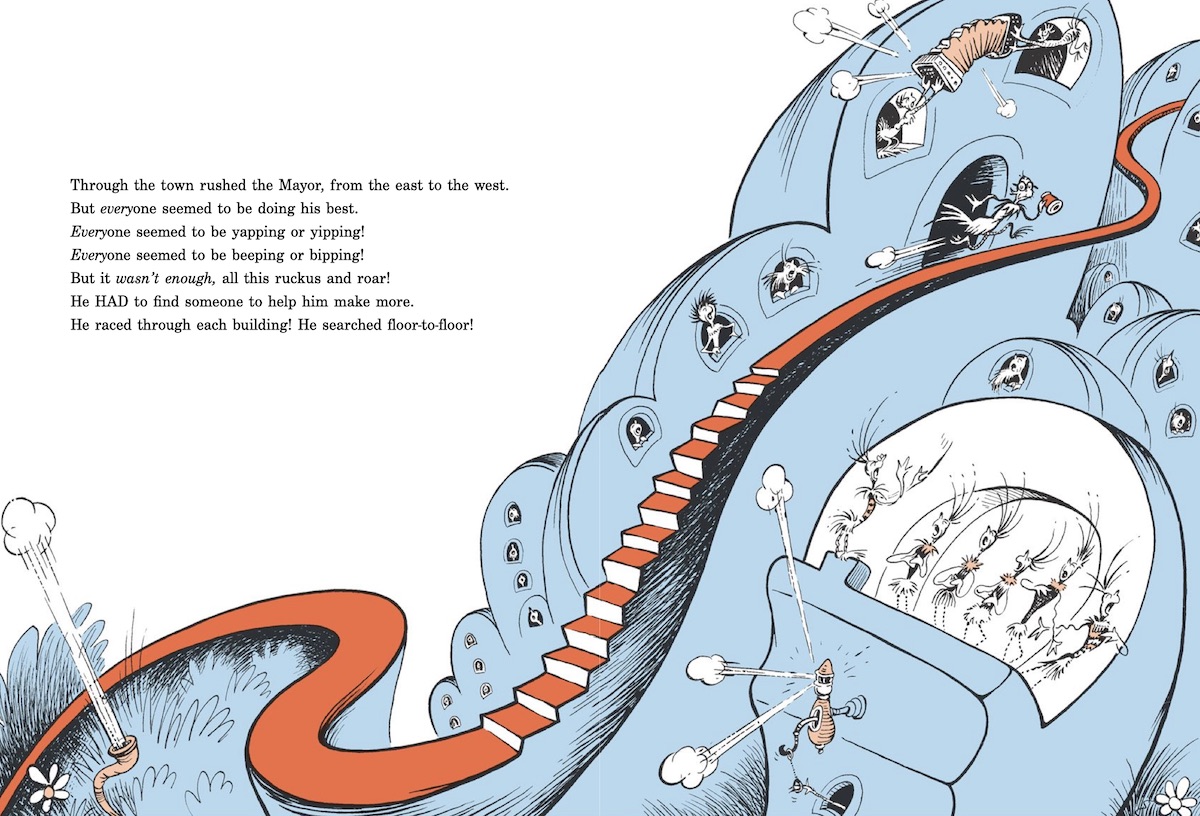 Through the town rushed the Mayor, from the east to the west.
But everyone seemed to be doing his best.
Everyone seemed to be yapping or yipping!
Everyone seemed to be beeping or bipping!
But it wasn’t enough, all this ruckus and roar!
He HAD to find someone to help him make more.
He raced through each building! He searched floor-to-floor!